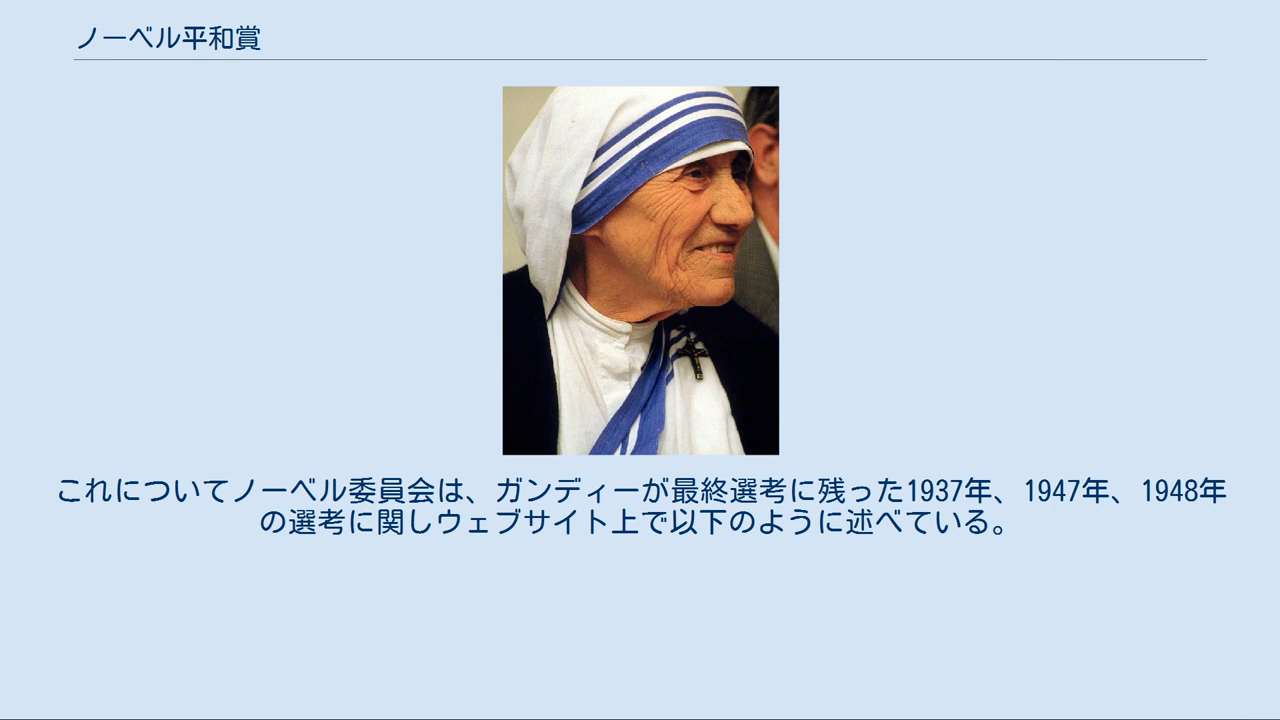 ノーベル平和賞
これについてノーベル委員会は、ガンディーが最終選考に残った1937年、1947年、1948年
の選考に関しウェブサイト上で以下のように述べている。